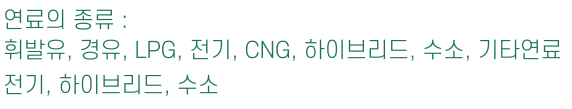 연료의 종류 :
휘발유, 경유, LPG, 전기, CNG, 하이브리드, 수소, 기타연료
전기, 하이브리드, 수소